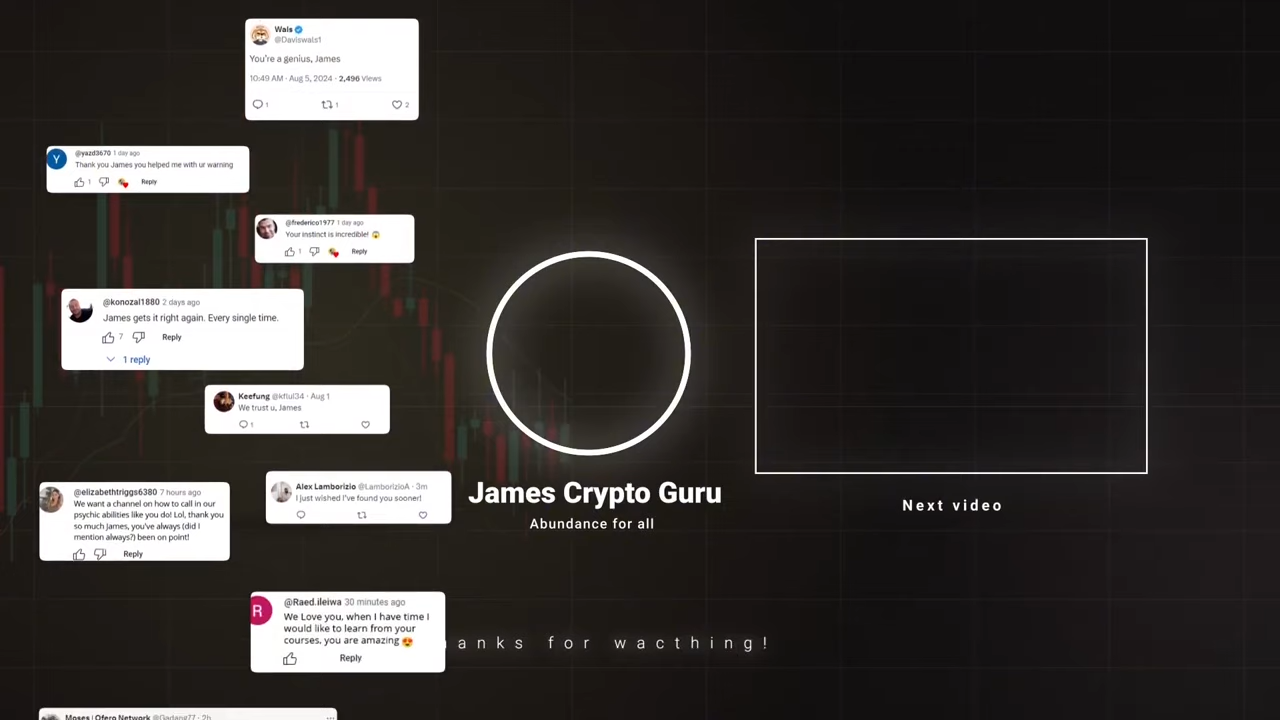 Wals
@Daviswals1
You're a genius, James
10:49 AM · Aug 5, 2024 · 2,496 Views
1 1 2
Y
@yazd3670 1 day ago
Thank you James you helped me with ur warning
1 Reply
@frederico1977 1 day ago
Your instinct is incredible! 😱
1 Reply
@konozal1880 2 days ago
James gets it right again. Every single time.
7 Reply
1 reply
Keefung @kflui34 · Aug 1
We trust u, James
1
Alex Lamborizio @LamborizioA · 3m
I just wished I've found you sooner!
@elizabethtriggs6380 7 hours ago
We want a channel on how to call in our
psychic abilities like you do! Lol, thank you
so much James, you've always (did I
mention always?) been on point!
Reply
James Crypto Guru
Abundance for all
Next video
R
@Raed.ileiwa 30 minutes ago
We Love you, when I have time I
would like to learn from your
courses, you are amazing 😍
Reply
anks for wacthing!
Moses | Ofero Network @Gadang77 · 2h